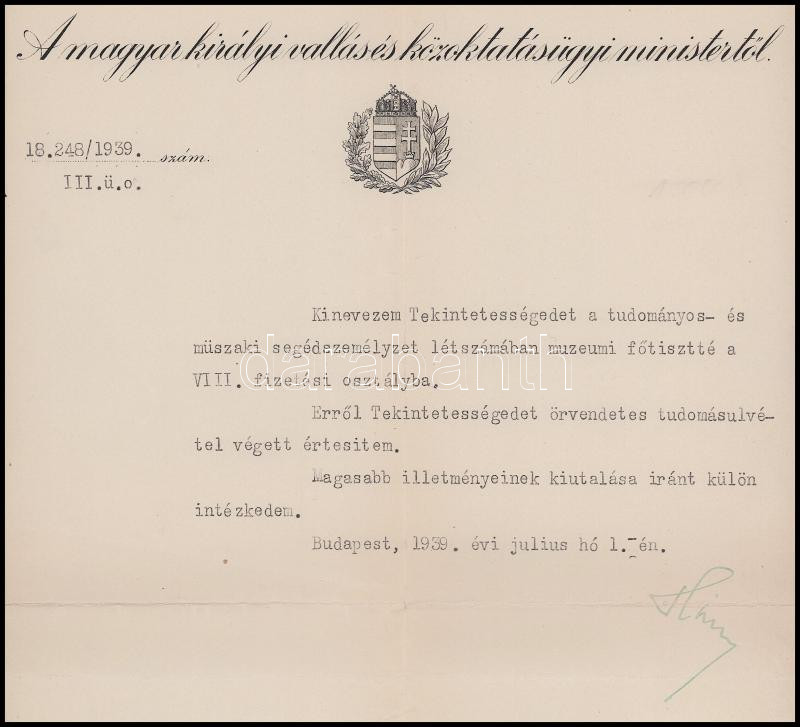 A magyar királyi vallás és közoktatásügyi ministertől.
18.248/1939. szám.
III.ü.o.
Kinevezem Tekintetességedet a tudományos- és
müszaki segédszemélyzet létszámában muzeumi főtisztté a
VIII. fizetési osztályba.
Erről Tekintetességedet örvendetes tudomásulvé-
tel végett értesitem.
Magasabb illetményeinek kiutalása iránt külön
intézkedem.
Budapest, 1939. évi julius hó 1.-én.
darabanth